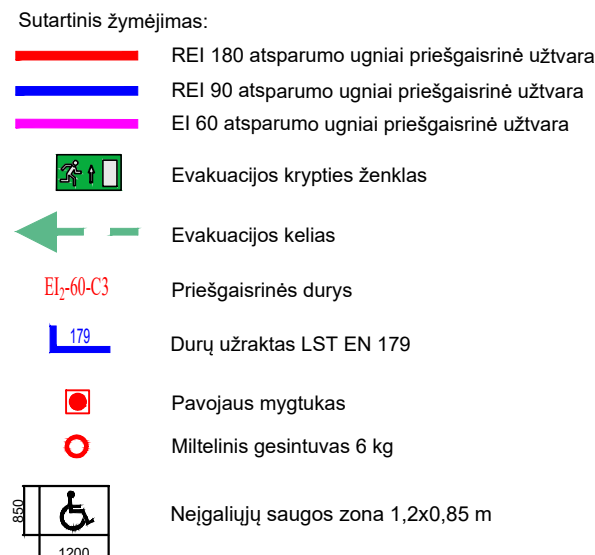 Sutartinis žymėjimas:
REI 180 atsparumo ugniai priešgaisrinė užtvara
REI 90 atsparumo ugniai priešgaisrinė užtvara
EI 60 atsparumo ugniai priešgaisrinė užtvara
Evakuacijos krypties ženklas
Evakuacijos kelias
EI₂-60-C3 Priešgaisrinės durys
179 Durų užraktas LST EN 179
Pavojaus mygtukas
Miltelinis gesintuvas 6 kg
850 Neįgaliųjų saugos zona 1,2x0,85 m
1200